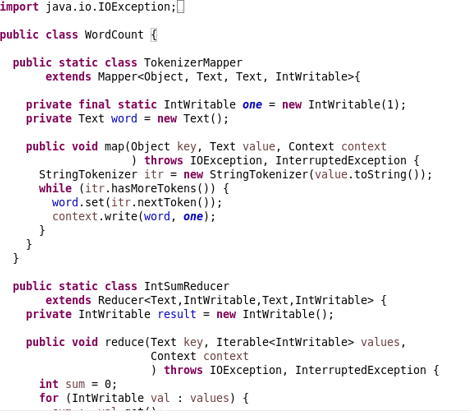 import java.io.IOException;
public class WordCount {
public static class TokenizerMapper
extends Mapper<Object, Text, Text, IntWritable>{
private final static IntWritable one = new IntWritable(1);
private Text word = new Text();
public void map(Object key, Text value, Context context
) throws IOException, InterruptedException {
StringTokenizer itr = new StringTokenizer(value.toString());
while (itr.hasMoreTokens()) {
word.set(itr.nextToken());
context.write(word, one);
}
}
}
public static class IntSumReducer
extends Reducer<Text,IntWritable,Text,IntWritable> {
private IntWritable result = new IntWritable();
public void reduce(Text key, Iterable<IntWritable> values,
Context context
) throws IOException, InterruptedException {
int sum = 0;
for (IntWritable val : values) {